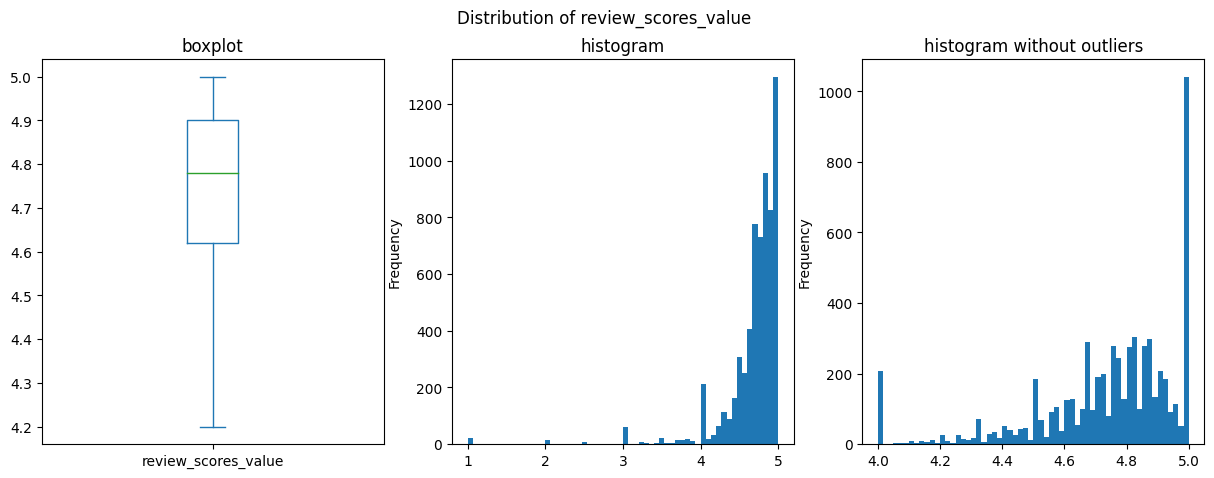 Distribution of review_scores_value
boxplot
5.0
4.9
4.8
4.7
4.6
4.5
4.4
4.3
4.2
review_scores_value
histogram
Frequency
1200
1000
800
600
400
200
0
1 2 3 4 5
histogram without outliers
Frequency
1000
800
600
400
200
0
4.0 4.2 4.4 4.6 4.8 5.0